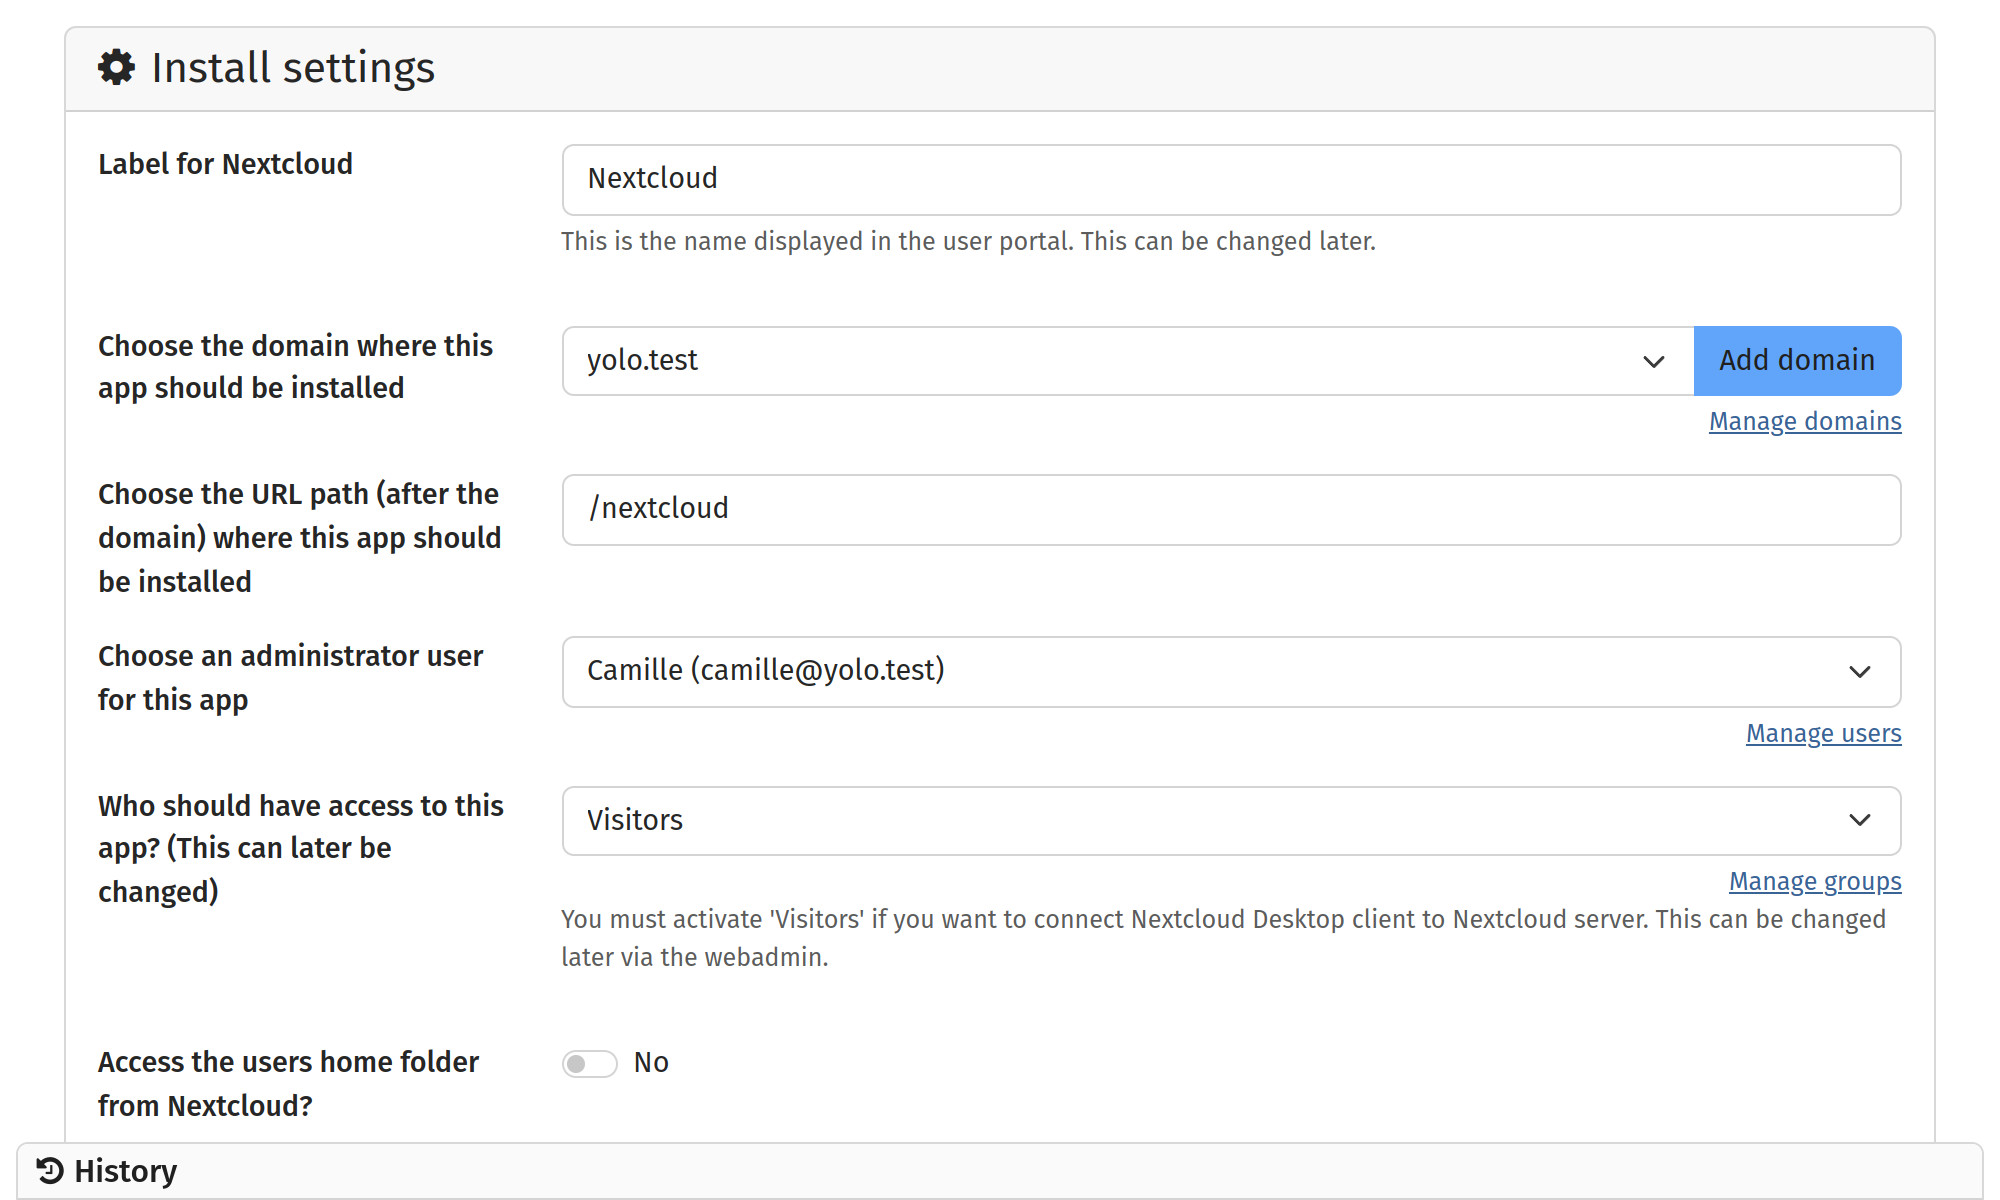 Install settings
Label for Nextcloud
Nextcloud
This is the name displayed in the user portal. This can be changed later.
Choose the domain where this
app should be installed
yolo.test
Add domain
Manage domains
Choose the URL path (after the
domain) where this app should
be installed
/nextcloud
Choose an administrator user
for this app
Camille (camille@yolo.test)
Manage users
Who should have access to this
app? (This can later be
changed)
Visitors
Manage groups
You must activate 'Visitors' if you want to connect Nextcloud Desktop client to Nextcloud server. This can be changed
later via the webadmin.
Access the users home folder
from Nextcloud?
No
History